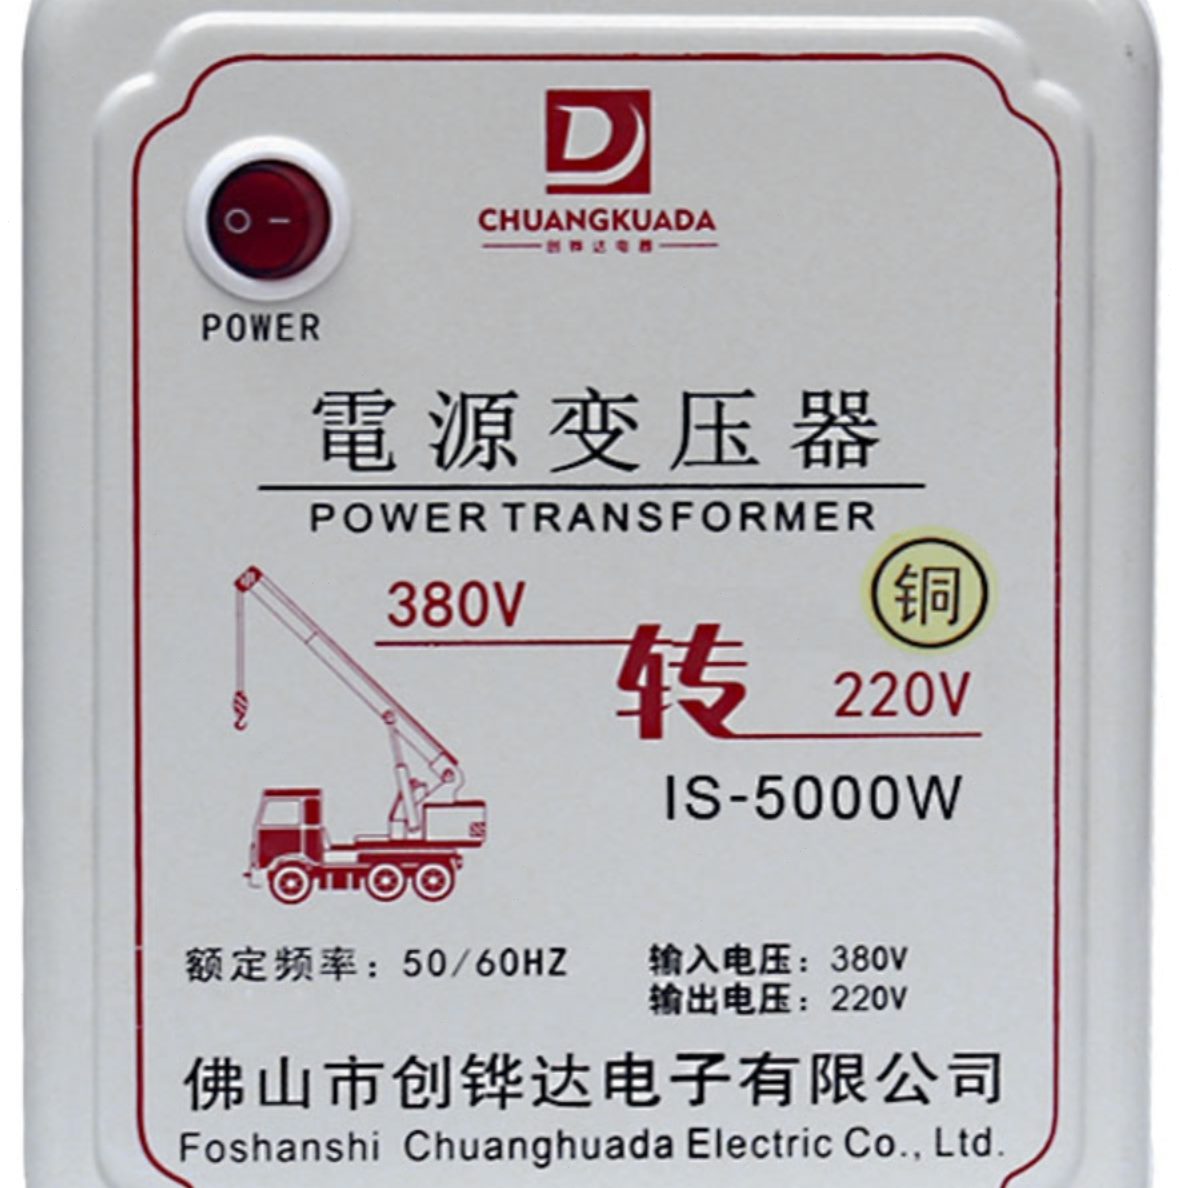 CHUANGKUADA
创铧达电器
POWER
電源变压器
POWER TRANSFORMER
铜
380V
转
220V
IS-5000W
额定频率：50/60HZ
输入电压：380V
输出电压：220V
佛山市创铧达电子有限公司
Foshanshi Chuanghuada Electric Co., Ltd.